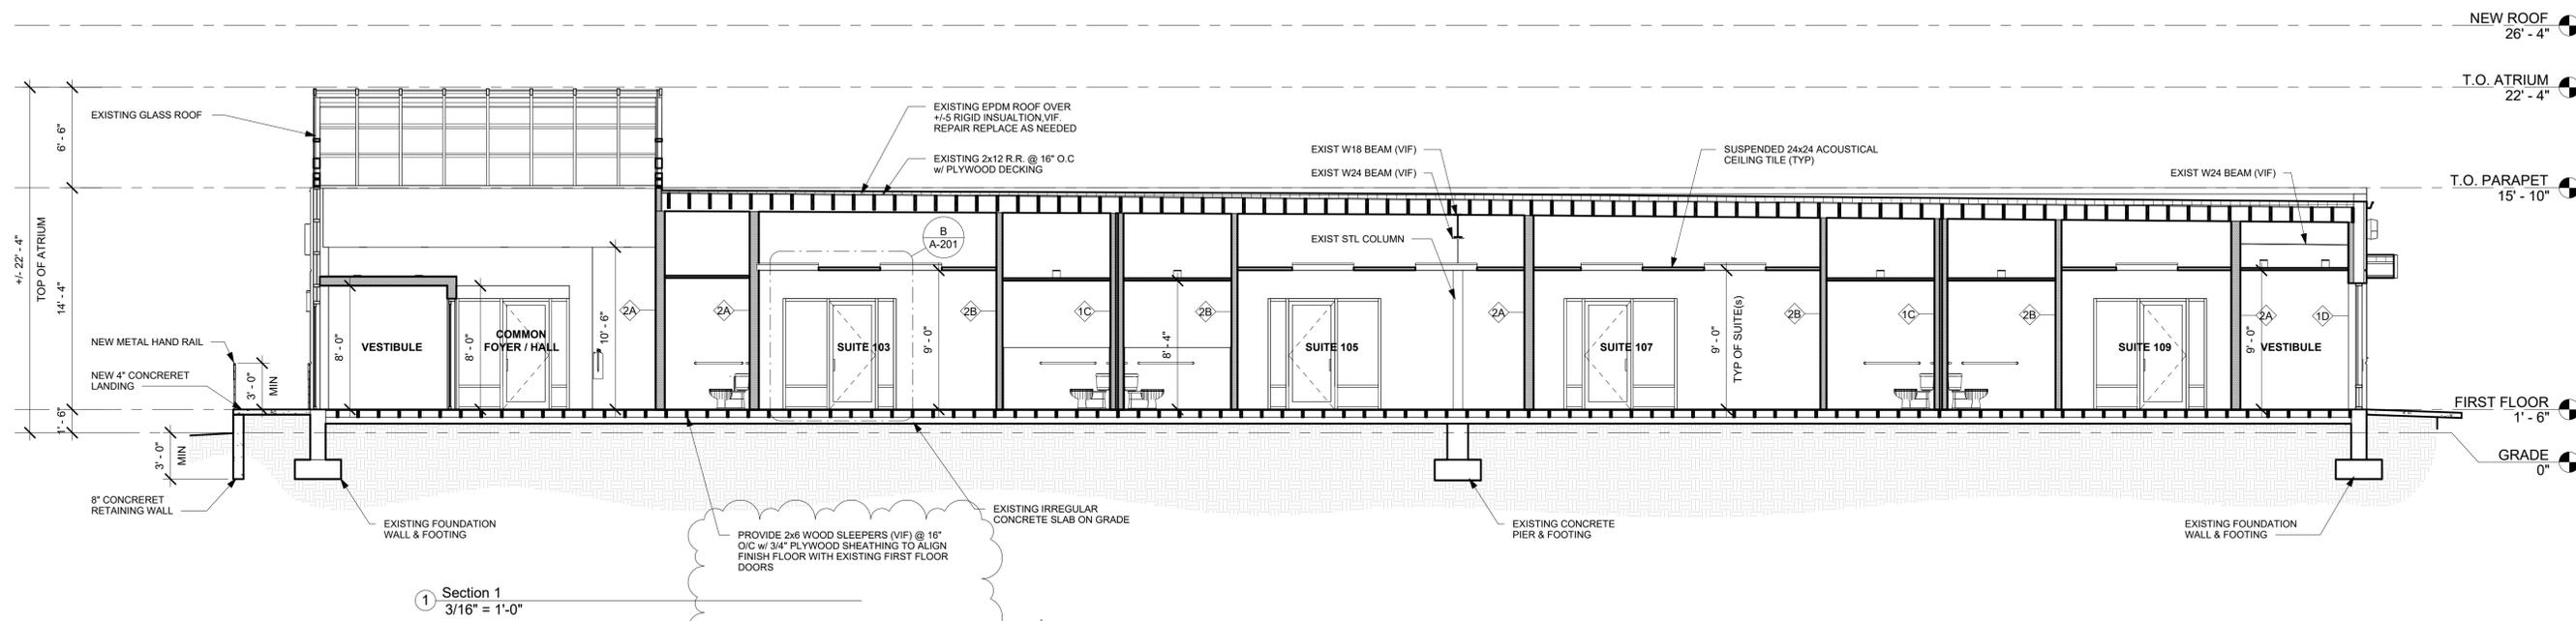 NEW ROOF
26' - 4"
T.O. ATRIUM
22' - 4"
T.O. PARAPET
15' - 10"
FIRST FLOOR
1' - 6"
GRADE
0"
+/- 22' - 4"
TOP OF ATRIUM
6' - 6"
14' - 4"
1' - 6"
EXISTING GLASS ROOF
NEW METAL HAND RAIL
NEW 4" CONCRERET
LANDING
3' - 0"
MIN
3' - 0"
MIN
8" CONCRERET
RETAINING WALL
EXISTING FOUNDATION
WALL & FOOTING
EXISTING EPDM ROOF OVER
+/-5 RIGID INSUALTION,VIF.
REPAIR REPLACE AS NEEDED
EXISTING 2x12 R.R. @ 16" O.C
w/ PLYWOOD DECKING
B
A-201
EXIST W18 BEAM (VIF)
EXIST W24 BEAM (VIF)
EXIST STL COLUMN
SUSPENDED 24x24 ACOUSTICAL
CEILING TILE (TYP)
EXIST W24 BEAM (VIF)
8' - 0"
VESTIBULE
8' - 0"
COMMON
FOYER / HALL
10' - 6"
2A
2A
SUITE 103
9' - 0"
2B
1C
8' - 4"
2B
SUITE 105
2A
SUITE 107
9' - 0"
TYP OF SUITE(s)
2B
1C
2B
SUITE 109
9' - 0"
2A
VESTIBULE
1D
PROVIDE 2x6 WOOD SLEEPERS (VIF) @ 16"
O/C w/ 3/4" PLYWOOD SHEATHING TO ALIGN
FINISH FLOOR WITH EXISTING FIRST FLOOR
DOORS
EXISTING IRREGULAR
CONCRETE SLAB ON GRADE
EXISTING CONCRETE
PIER & FOOTING
EXISTING FOUNDATION
WALL & FOOTING
1
Section 1
3/16" = 1'-0"